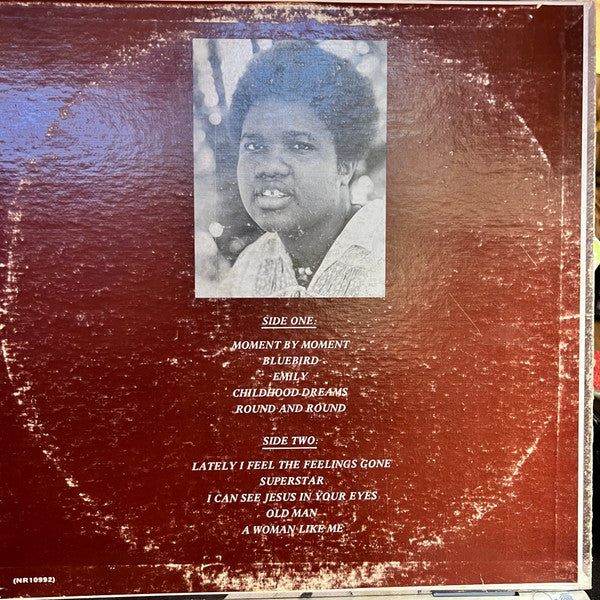 SIDE ONE:
MOMENT BY MOMENT
BLUEBIRD
EMILY
CHILDHOOD DREAMS
ROUND AND ROUND
SIDE TWO:
LATELY I FEEL THE FEELINGS GONE
SUPERSTAR
I CAN SEE JESUS IN YOUR EYES
OLD MAN
A WOMAN LIKE ME
(NR10992)